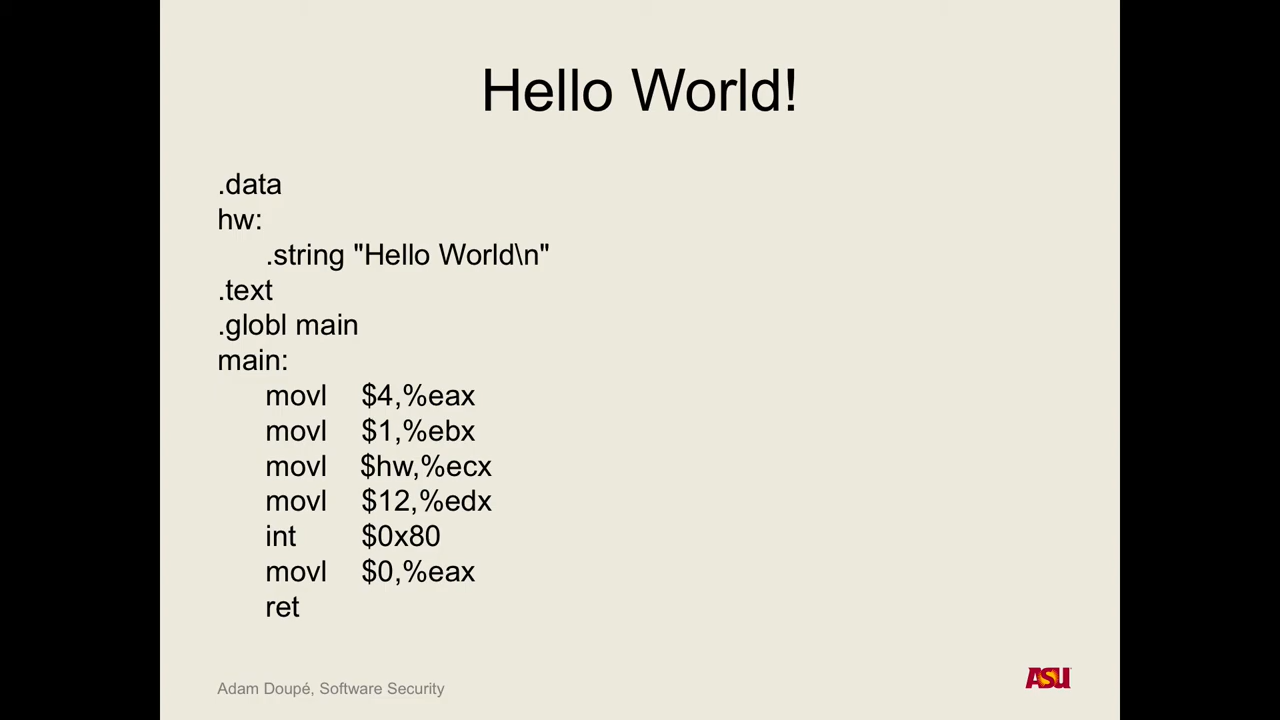 Hello World!
.data
hw:
.string "Hello World\n"
.text
.globl main
main:
movl $4,%eax
movl $1,%ebx
movl $hw,%ecx
movl $12,%edx
int $0x80
movl $0,%eax
ret
Adam Doupé, Software Security
ASU